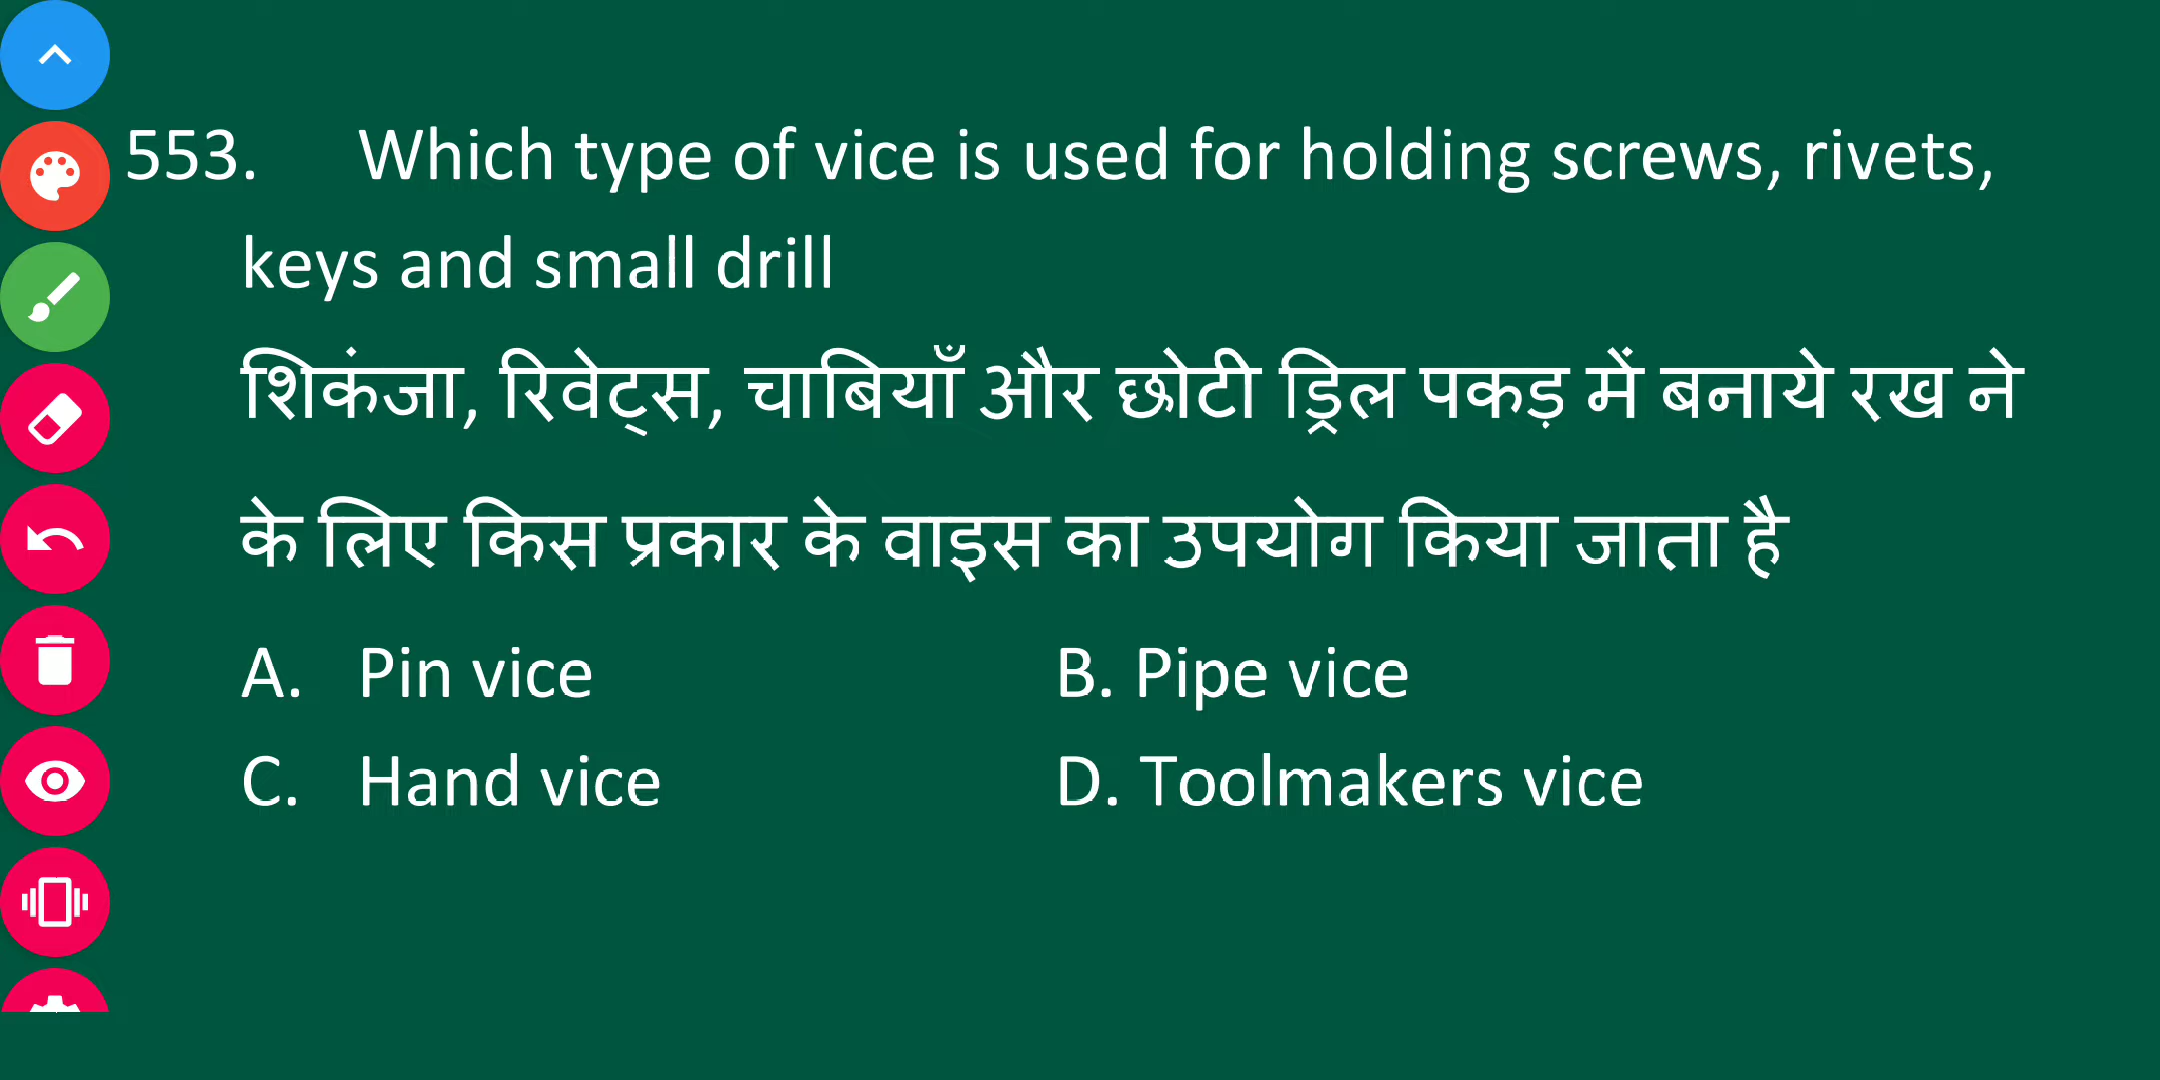 553. Which type of vice is used for holding screws, rivets,
keys and small drill
शिकंजा, रिवेट्स, चाबियाँ और छोटी ड्रिल पकड़ में बनाये रख ने
के लिए किस प्रकार के वाइस का उपयोग किया जाता है
A. Pin vice B. Pipe vice
C. Hand vice D. Toolmakers vice